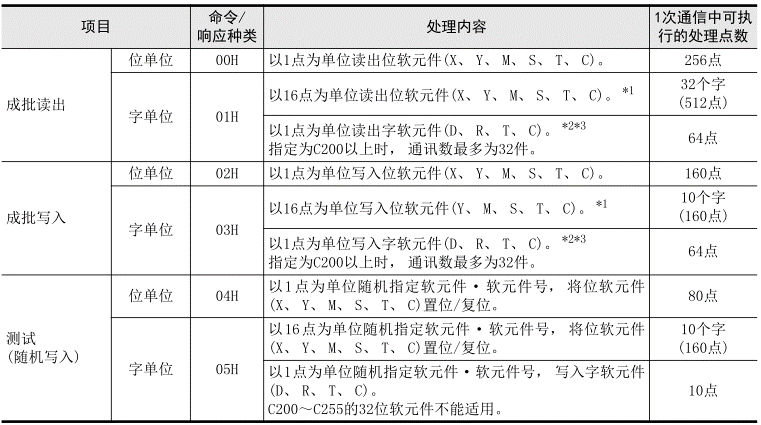 项目
命令/
响应种类
处理内容
1次通信中可执
行的处理点数
成批读出
位单位
00H
以1点为单位读出位软元件(X、Y、M、S、T、C)。
256点
字单位
01H
以16点为单位读出位软元件(X、Y、M、S、T、C)。 *1
32个字
(512点)
以1点为单位读出字软元件(D、R、T、C)。 *2*3
指定为C200以上时，通讯数最多为32件。
64点
成批写入
位单位
02H
以1点为单位写入位软元件(X、Y、M、S、T、C)。
160点
字单位
03H
以16点为单位写入位软元件(Y、M、S、T、C)。 *1
10个字
(160点)
以1点为单位写入字软元件(D、R、T、C)。 *2*3
指定为C200以上时，通讯数最多为32件。
64点
测试
(随机写入)
位单位
04H
以1点为单位随机指定软元件·软元件号，将位软元件
(X、Y、M、S、T、C)置位/复位。
80点
字单位
05H
以16点为单位随机指定软元件·软元件号，将位软元件
(X、Y、M、S、T、C)置位/复位。
10个字
(160点)
以1点为单位随机指定软元件·软元件号，写入字软元件
(D、R、T、C)。
C200～C255的32位软元件不能适用。
10点